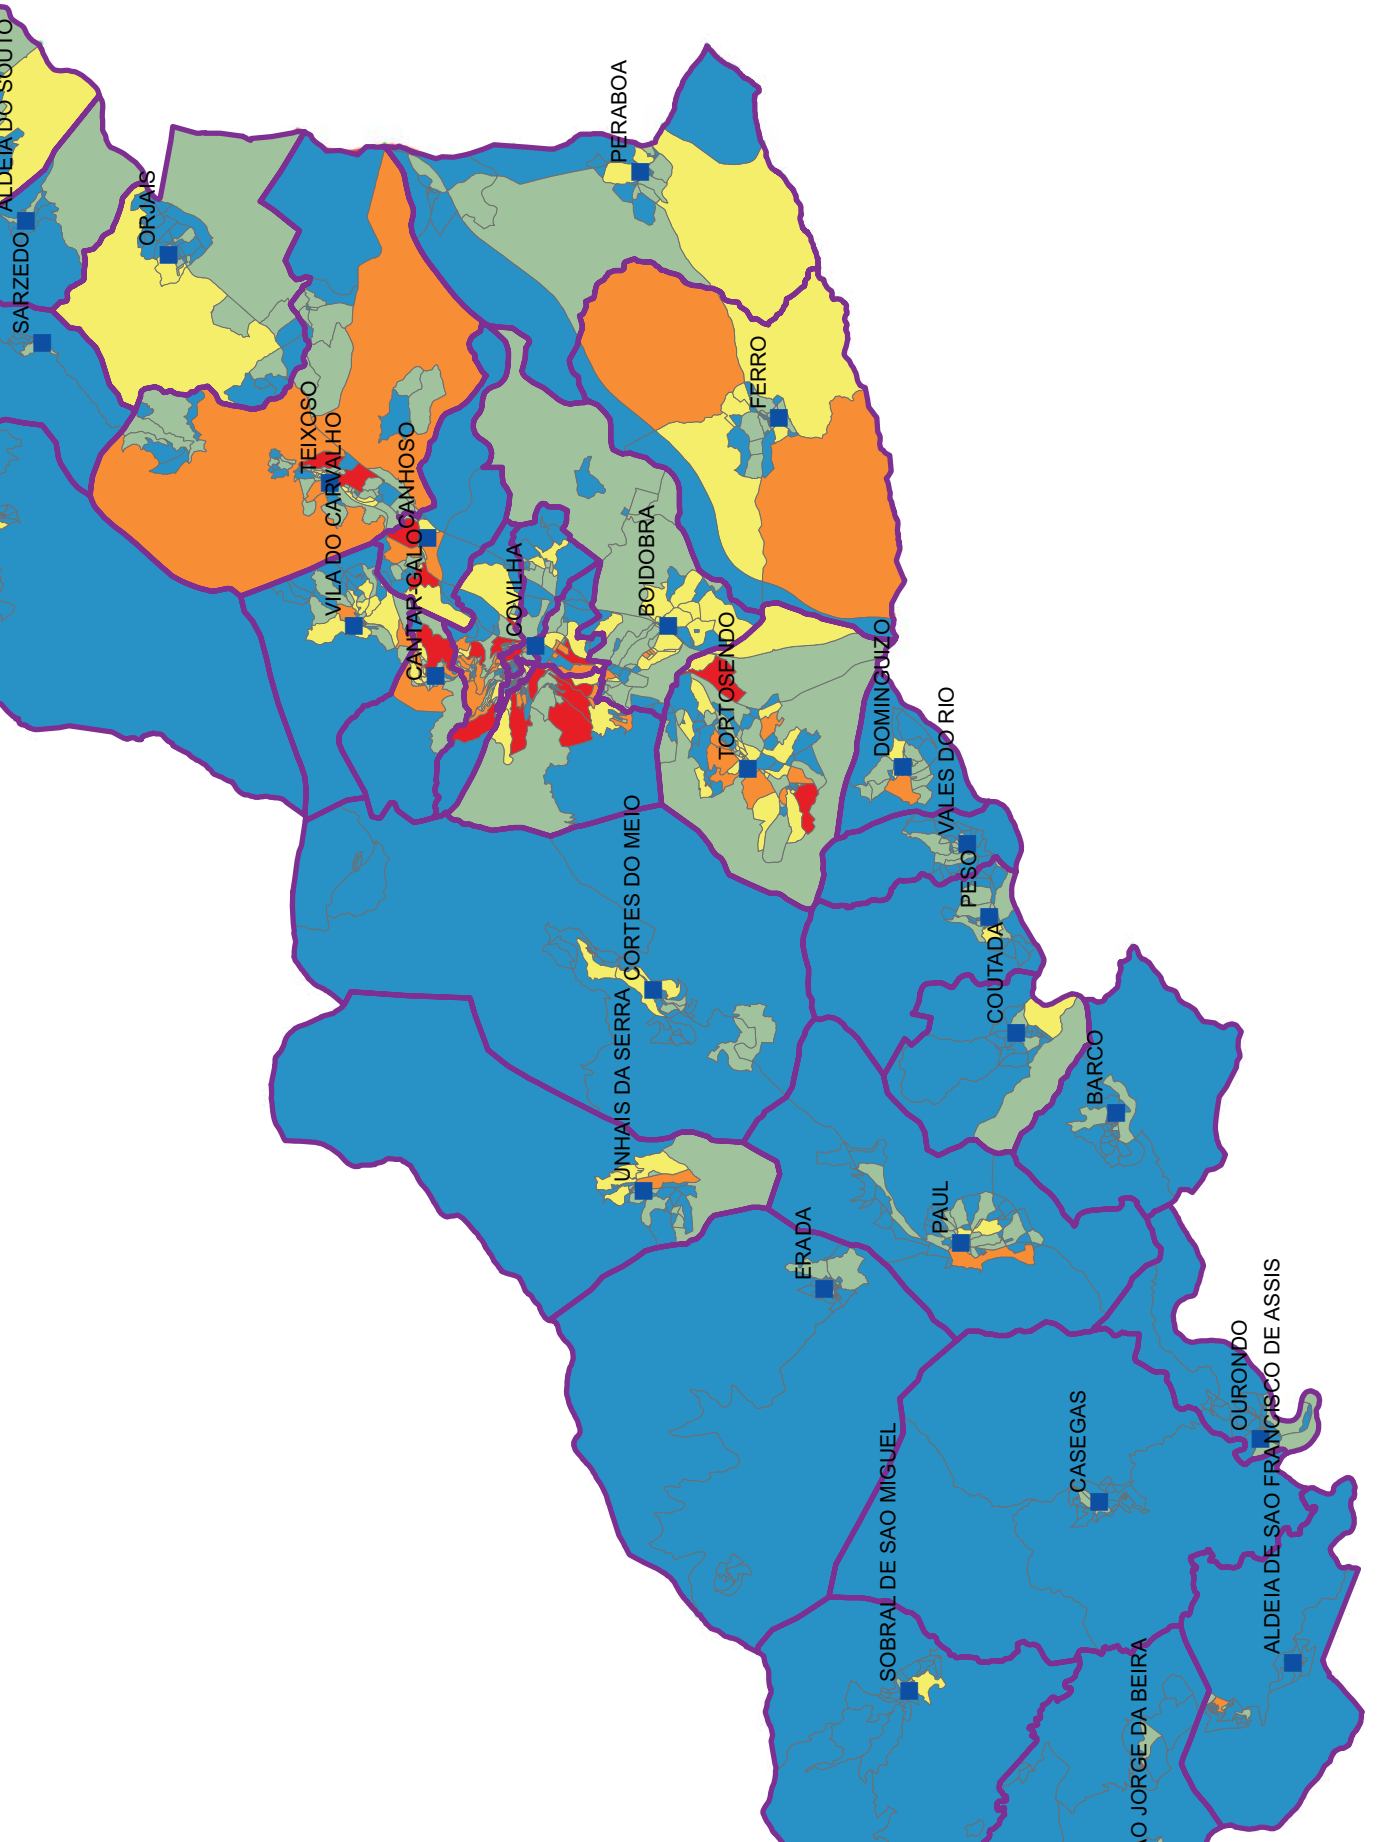 ALDEIA DO SOUTO
SARZEDO
ORJAIS
TEIXOSO
VILA DO CARVALHO
CANHOSO
CANTAR-GALO
COVILHA
PERABOA
BOIDOBRA
TORTOSENDO
FERRO
DOMINGUIZO
VALES DO RIO
PESO
COUTADA
BARCO
CORTES DO MEIO
UNHAIS DA SERRA
ERADA
PAUL
OURONDO
ALDEIA DE SAO FRANCISCO DE ASSIS
CASEGAS
SOBRAL DE SAO MIGUEL
AO JORGE DA BEIRA